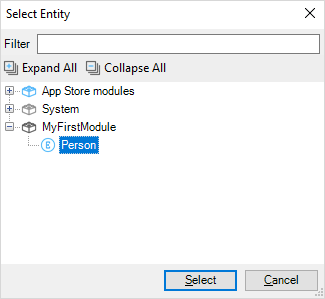 Select Entity
Filter
Expand All Collapse All
App Store modules
System
MyFirstModule
E Person
Select Cancel